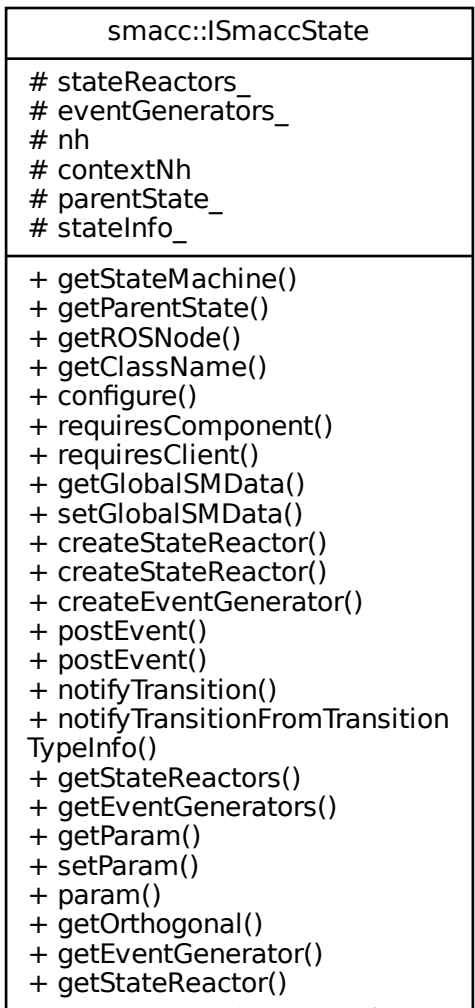 smacc::ISmaccState
# stateReactors_
# eventGenerators_
# nh
# contextNh
# parentState_
# stateInfo_
+ getStateMachine()
+ getParentState()
+ getROSNode()
+ getClassName()
+ configure()
+ requiresComponent()
+ requiresClient()
+ getGlobalSMData()
+ setGlobalSMData()
+ createStateReactor()
+ createStateReactor()
+ createEventGenerator()
+ postEvent()
+ postEvent()
+ notifyTransition()
+ notifyTransitionFromTransition
TypeInfo()
+ getStateReactors()
+ getEventGenerators()
+ getParam()
+ setParam()
+ param()
+ getOrthogonal()
+ getEventGenerator()
+ getStateReactor()